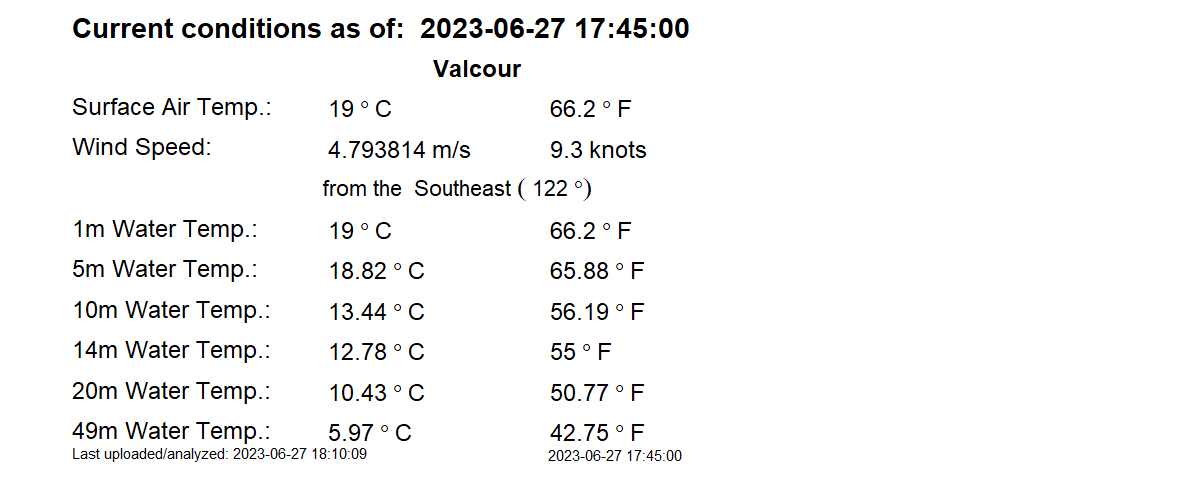 Current conditions as of:  2023-06-27 17:45:00
Valcour
Surface Air Temp.: 19 ° C 66.2 ° F
Wind Speed: 4.793814 m/s 9.3 knots
from the  Southeast ( 122 °)
1m Water Temp.: 19 ° C 66.2 ° F
5m Water Temp.: 18.82 ° C 65.88 ° F
10m Water Temp.: 13.44 ° C 56.19 ° F
14m Water Temp.: 12.78 ° C 55 ° F
20m Water Temp.: 10.43 ° C 50.77 ° F
49m Water Temp.: 5.97 ° C 42.75 ° F
Last uploaded/analyzed: 2023-06-27 18:10:09 2023-06-27 17:45:00